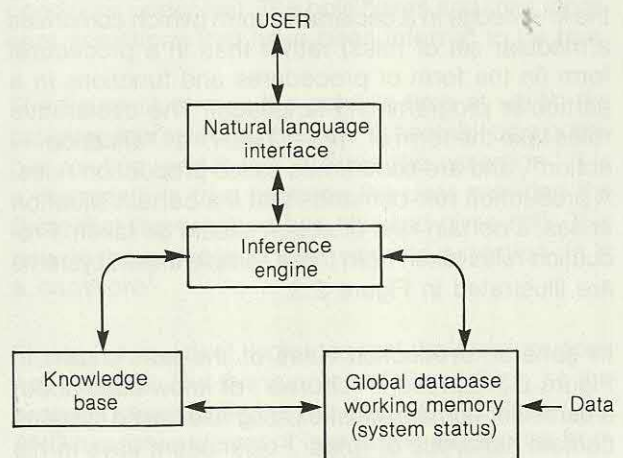 USER
Natural language
interface
Inference
engine
Knowledge
base
Global database
working memory
(system status)
Data